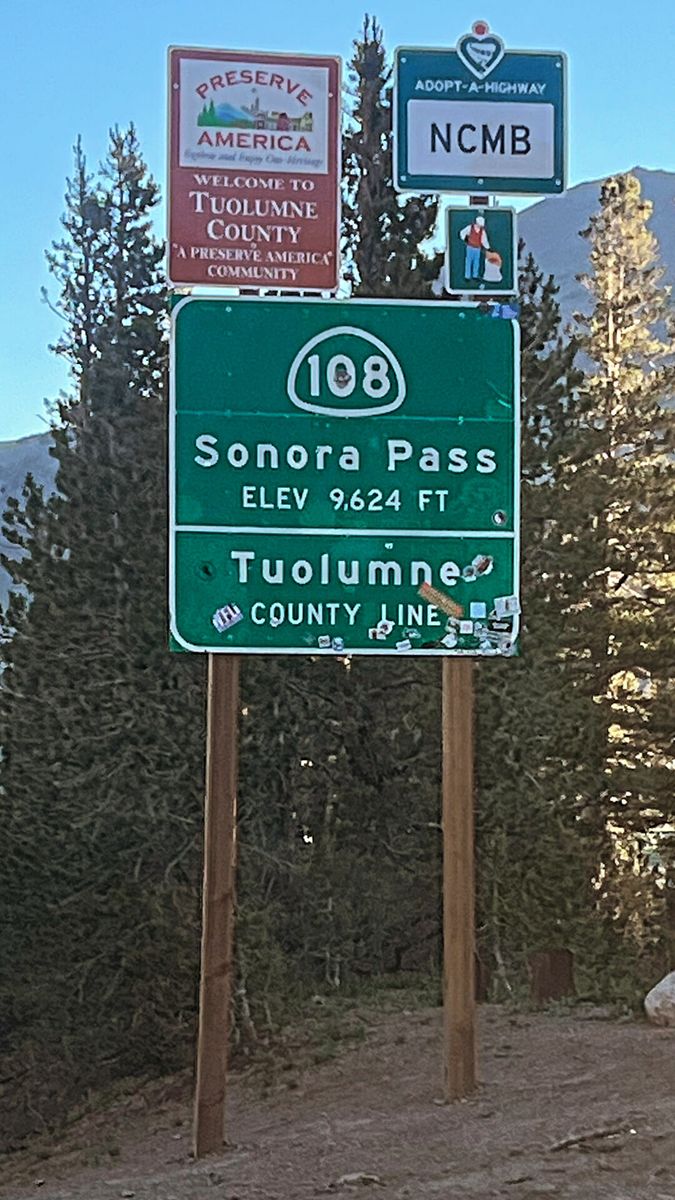 PRESERVE
AMERICA
Explore and Enjoy Our Heritage
WELCOME TO
TUOLUMNE
COUNTY
"A PRESERVE AMERICA"
COMMUNITY
ADOPT-A-HIGHWAY
NCMB
108
Sonora Pass
ELEV 9,624 FT
Tuolumne
COUNTY LINE